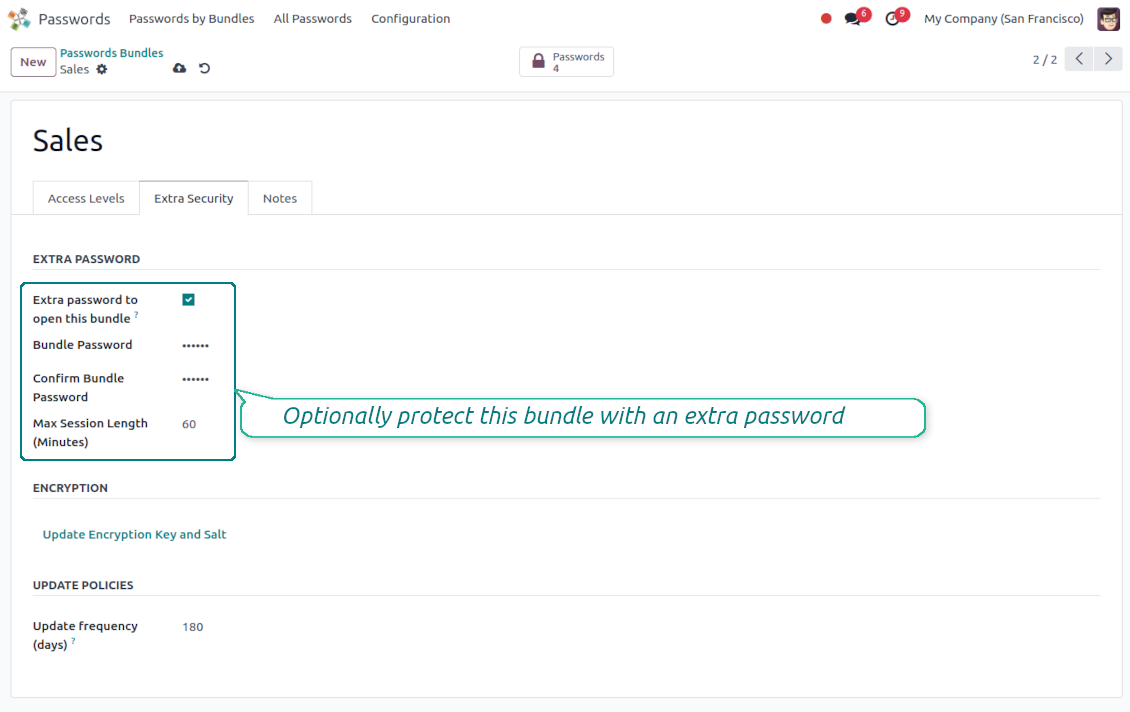 Passwords Passwords by Bundles All Passwords Configuration 6 9 My Company (San Francisco)
New Passwords Bundles
Sales
Passwords
4
2 / 2
Sales
Access Levels Extra Security Notes
EXTRA PASSWORD
Extra password to
open this bundle ?
Bundle Password ••••••
Confirm Bundle
Password ••••••
Max Session Length
(Minutes) 60
Optionally protect this bundle with an extra password
ENCRYPTION
Update Encryption Key and Salt
UPDATE POLICIES
Update frequency
(days) ? 180